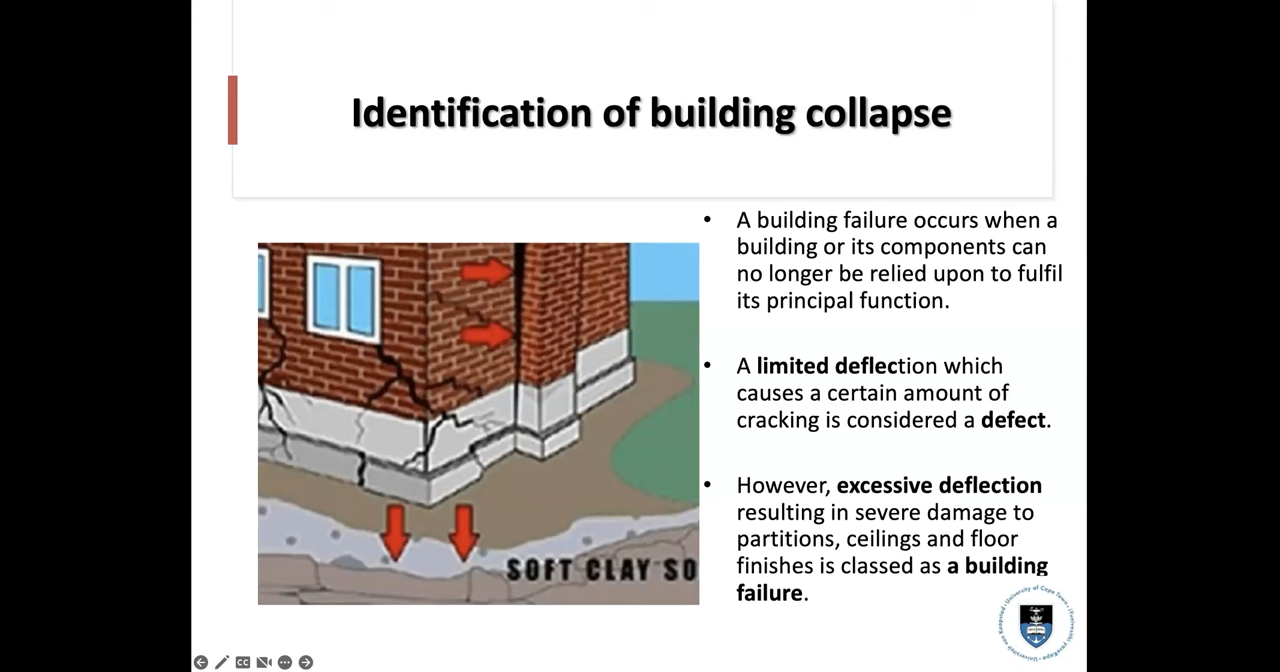 Identification of building collapse
• A building failure occurs when a
building or its components can
no longer be relied upon to fulfil
its principal function.
• A limited deflection which
causes a certain amount of
cracking is considered a defect.
• However, excessive deflection
resulting in severe damage to
partitions, ceilings and floor
finishes is classed as a building
failure.
SOFT CLAY SO
CC